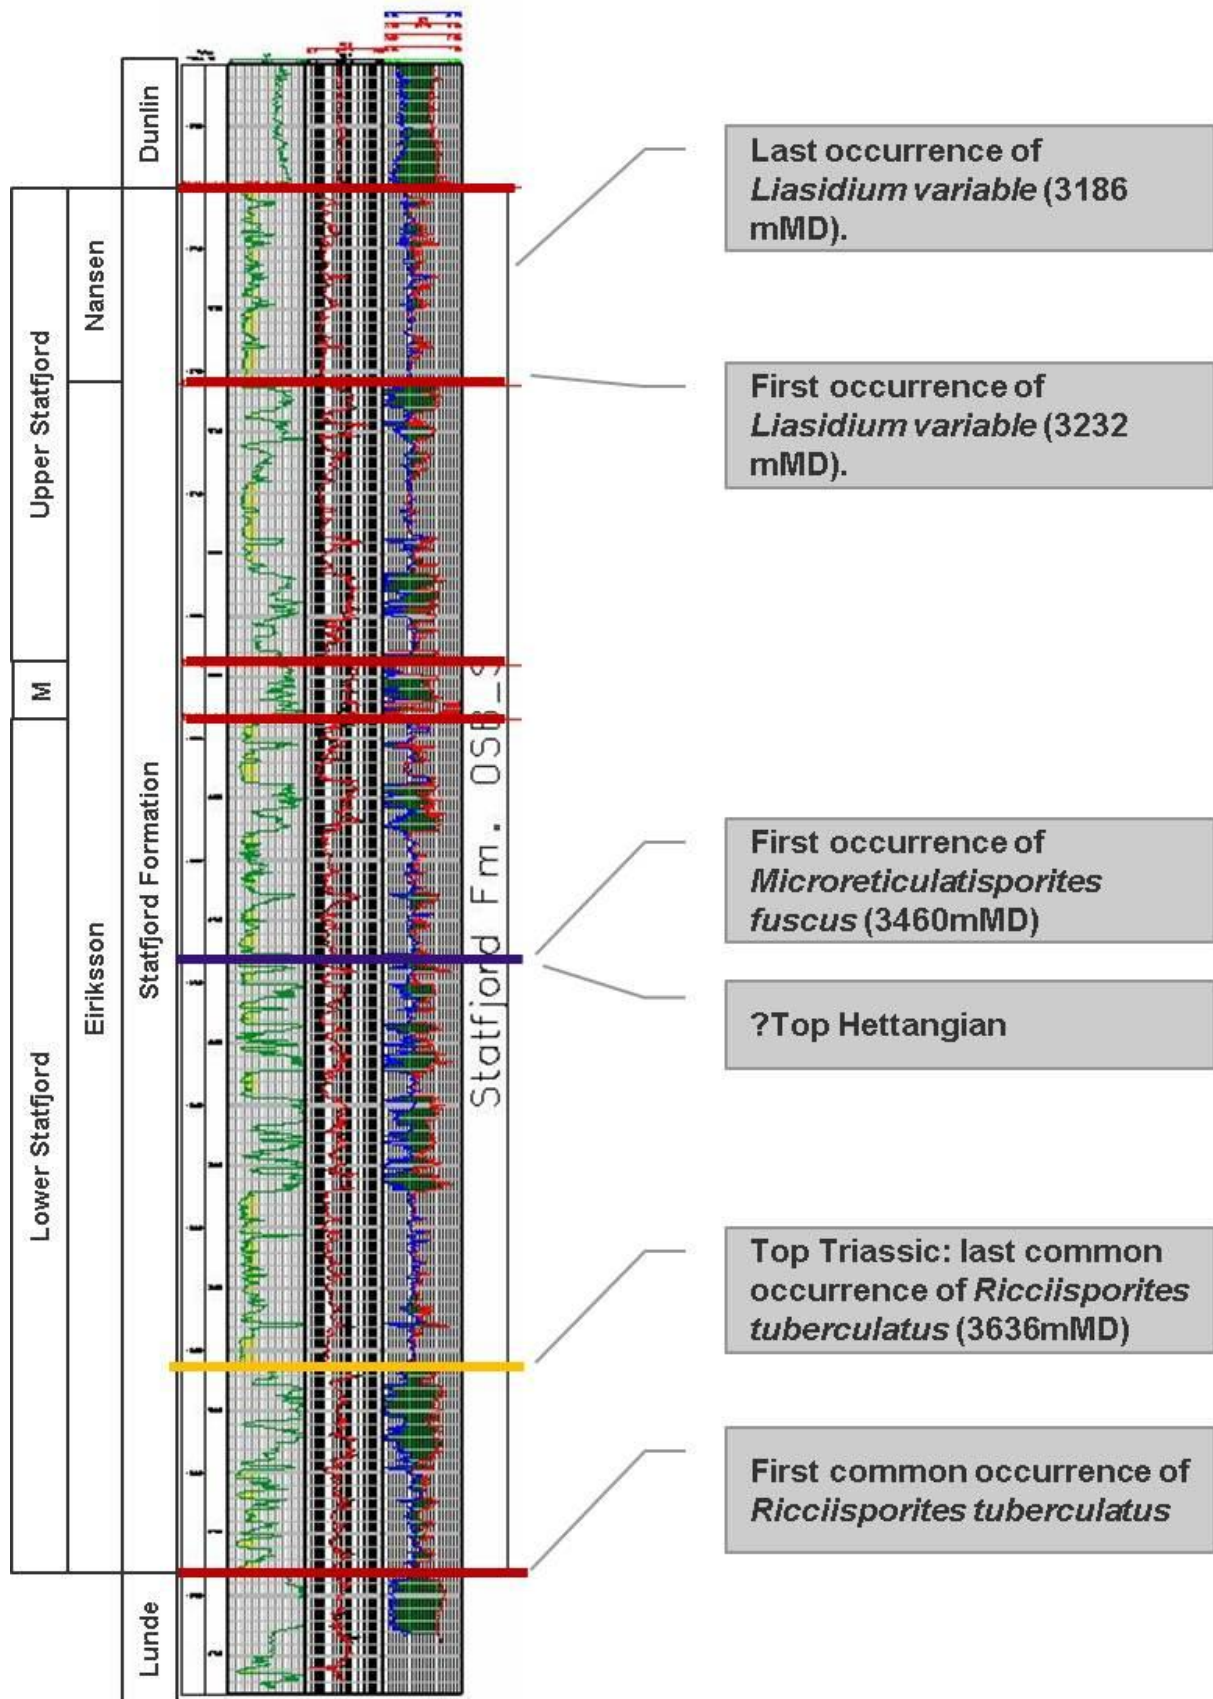 Dunlin
Nansen
Upper Statfjord
M
Statfjord Formation
Eiriksson
Lower Statfjord
Lunde
Statfjord Fm. OSB_S
Last occurrence of
Liasidium variable (3186
mMD).
First occurrence of
Liasidium variable (3232
mMD).
First occurrence of
Microreticulatisporites
fuscus (3460mMD)
?Top Hettangian
Top Triassic: last common
occurrence of Ricciisporites
tuberculatus (3636mMD)
First common occurrence of
Ricciisporites tuberculatus